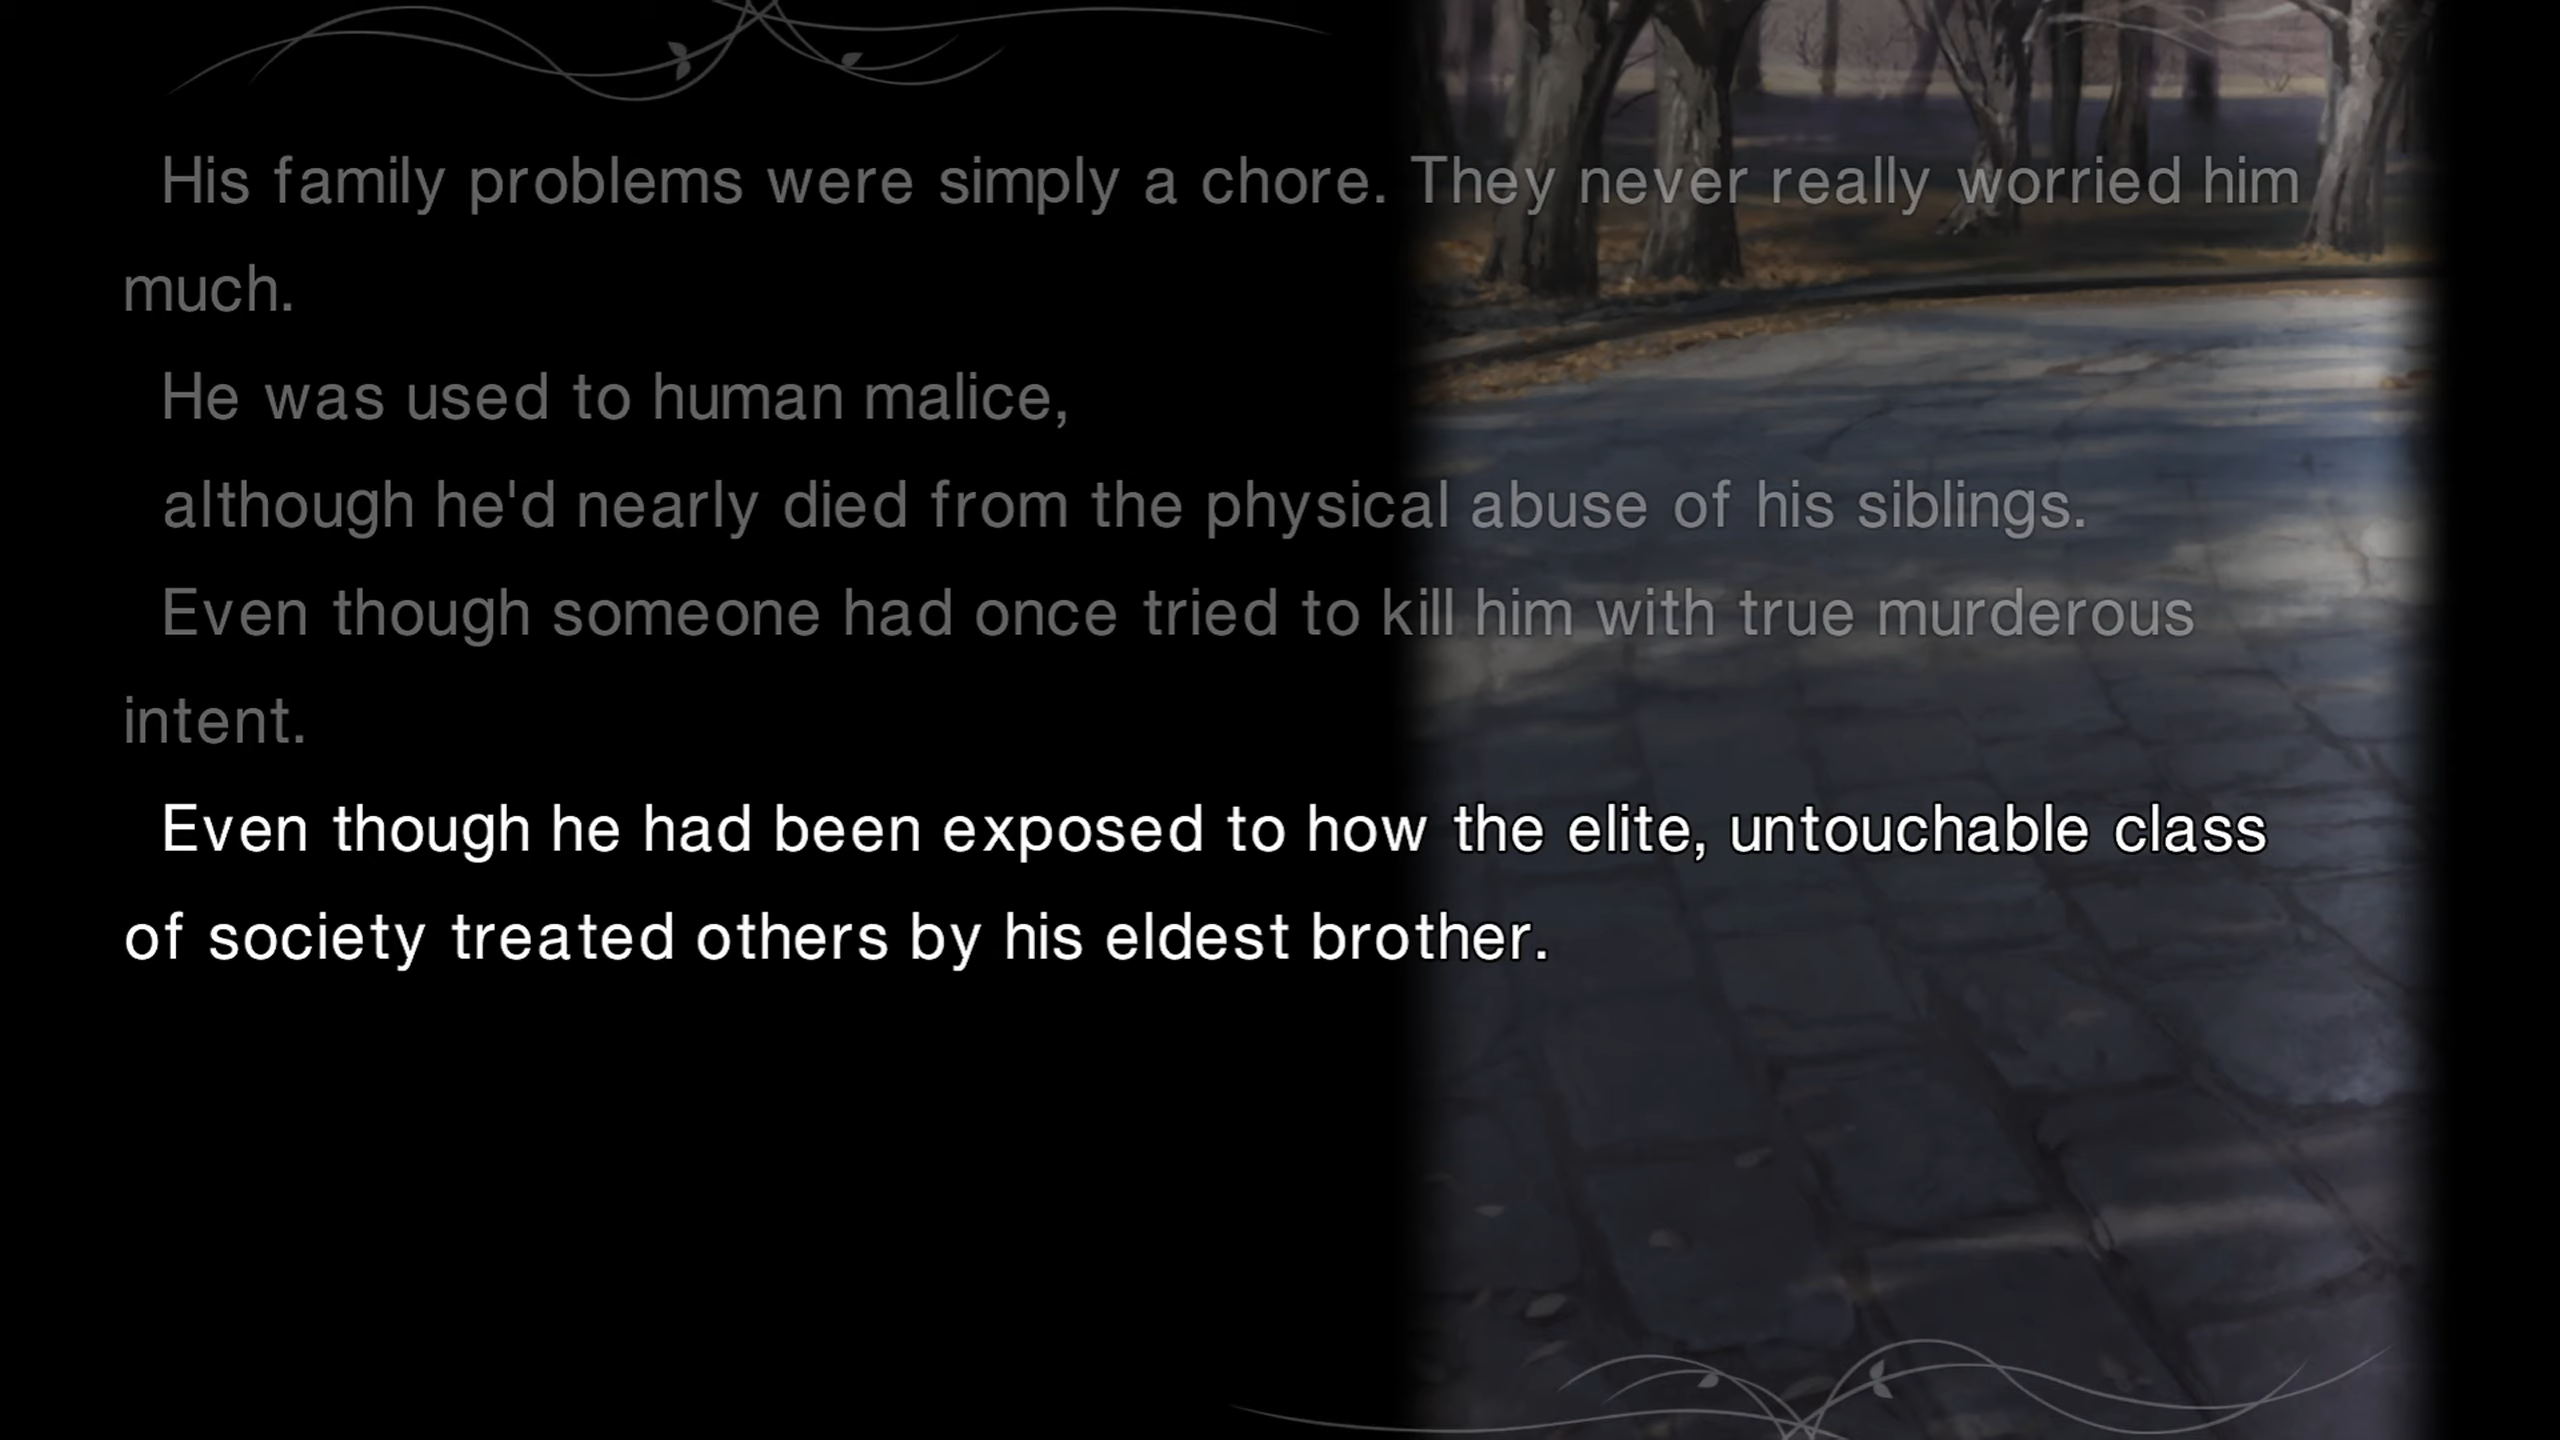 His family problems were simply a chore. They never really worried him
much.
He was used to human malice,
although he'd nearly died from the physical abuse of his siblings.
Even though someone had once tried to kill him with true murderous
intent.
Even though he had been exposed to how the elite, untouchable class
of society treated others by his eldest brother.